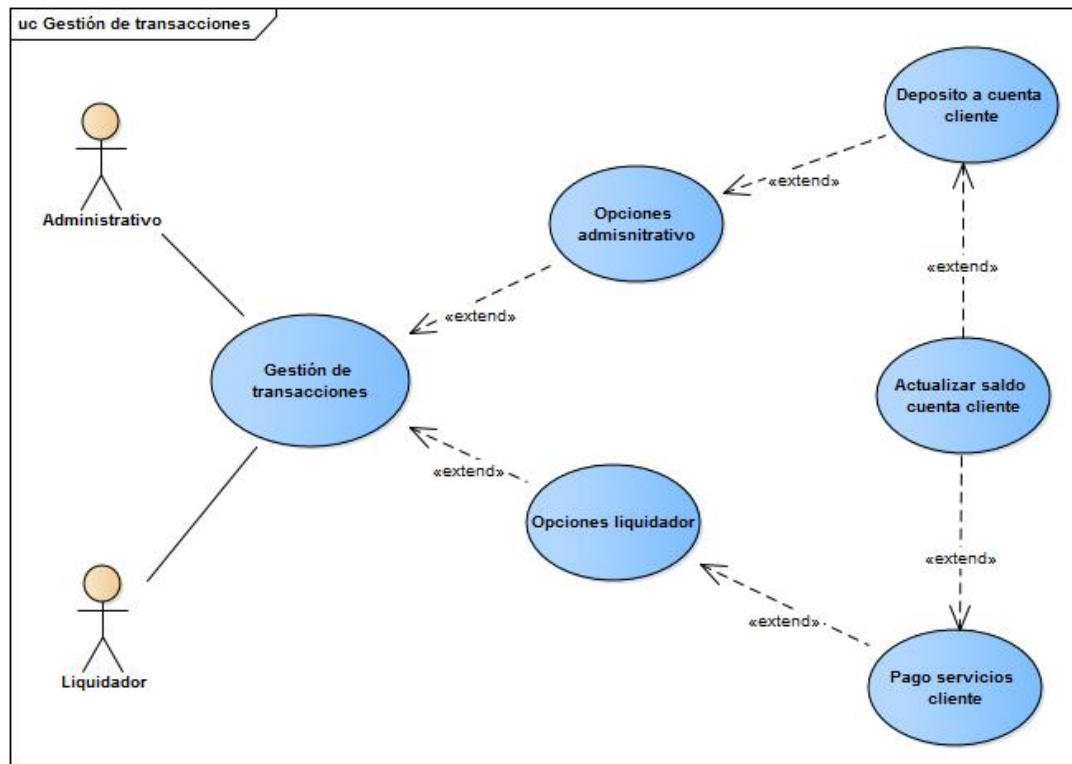 uc Gestión de transacciones
Deposito a cuenta
cliente
«extend»
Opciones
admisnitrativo
Administrativo
«extend»
«extend»
Gestión de
transacciones
Actualizar saldo
cuenta cliente
«extend»
Opciones liquidador
«extend»
«extend»
Pago servicios
cliente
Liquidador